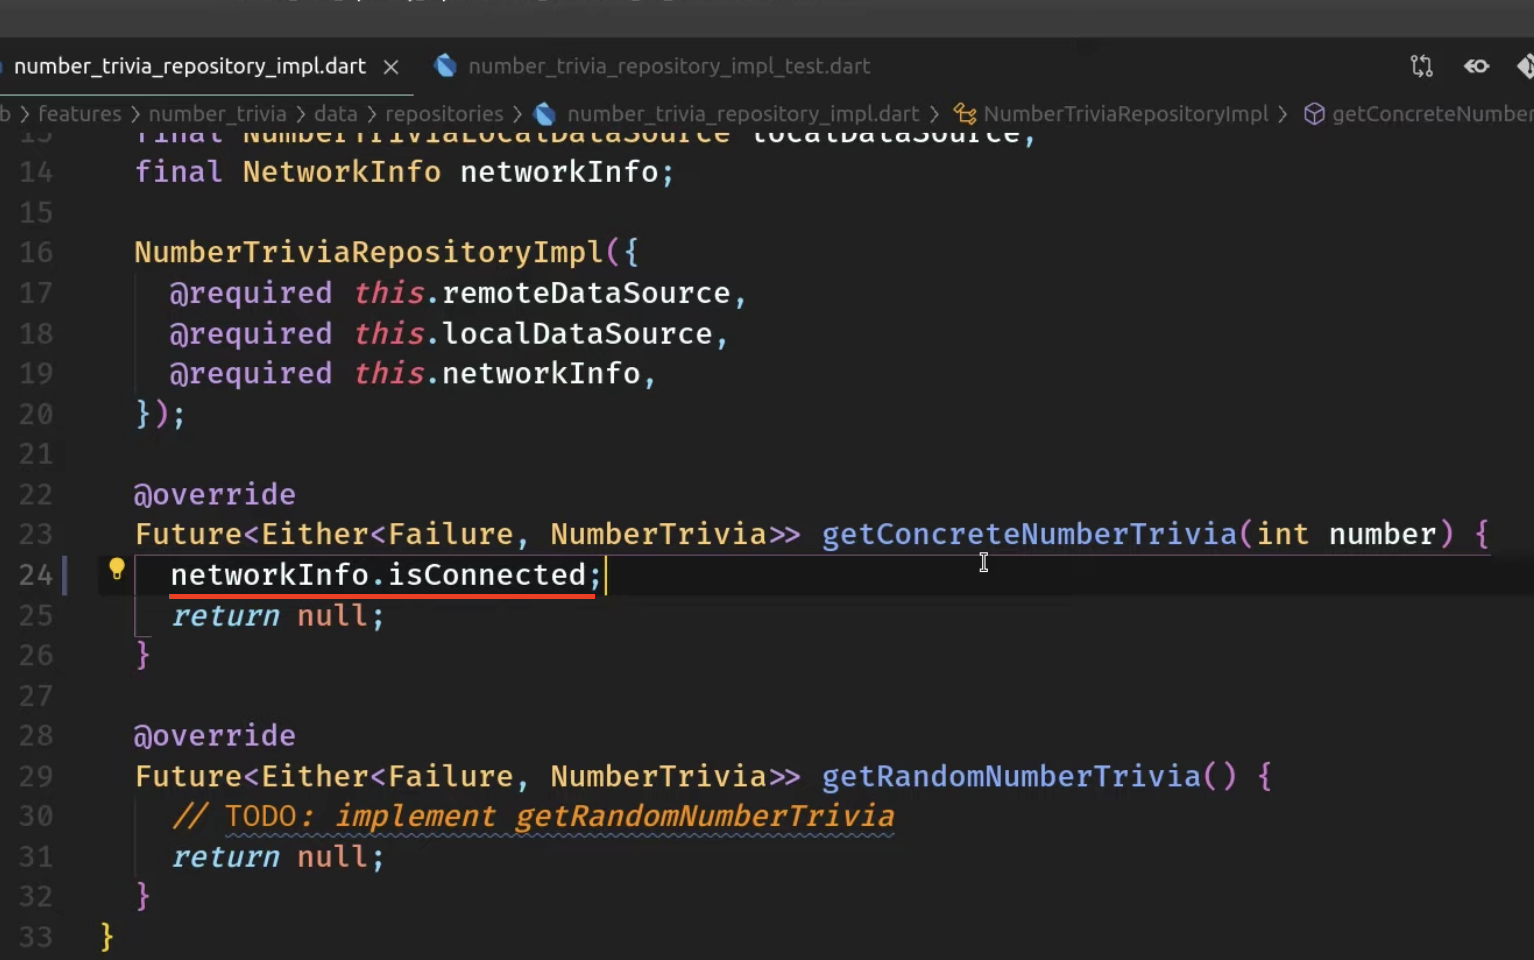 number_trivia_repository_impl.dart number_trivia_repository_impl_test.dart
b > features > number_trivia > data > repositories > number_trivia_repository_impl.dart > NumberTriviaRepositoryImpl > getConcreteNumber
13 final NumberTriviaLocalDataSource localDataSource;
14 final NetworkInfo networkInfo;
15
16 NumberTriviaRepositoryImpl({
17 @required this.remoteDataSource,
18 @required this.localDataSource,
19 @required this.networkInfo,
20 });
21
22 @override
23 Future<Either<Failure, NumberTrivia>> getConcreteNumberTrivia(int number) {
24 networkInfo.isConnected;
25 return null;
26 }
27
28 @override
29 Future<Either<Failure, NumberTrivia>> getRandomNumberTrivia() {
30 // TODO: implement getRandomNumberTrivia
31 return null;
32 }
33 }